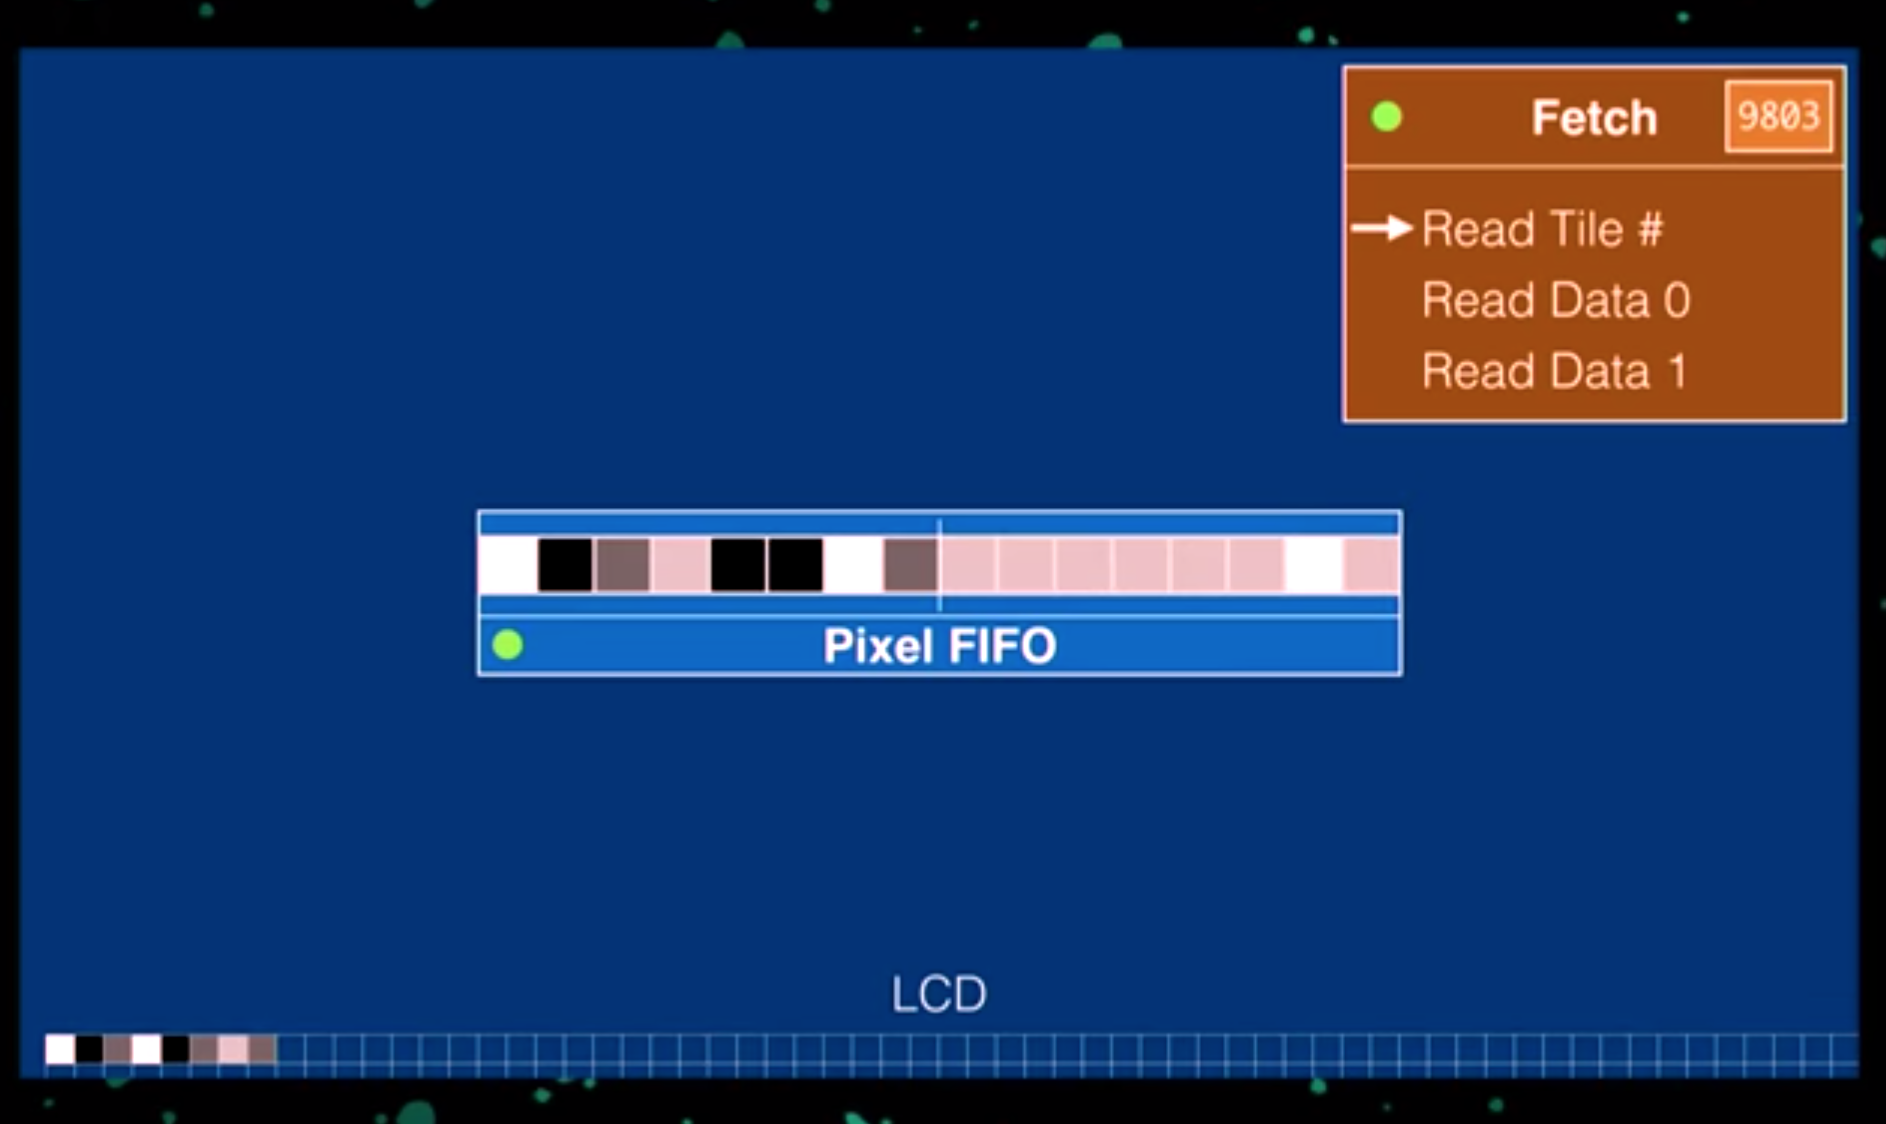 Fetch 9803
Read Tile #
Read Data 0
Read Data 1
Pixel FIFO
LCD